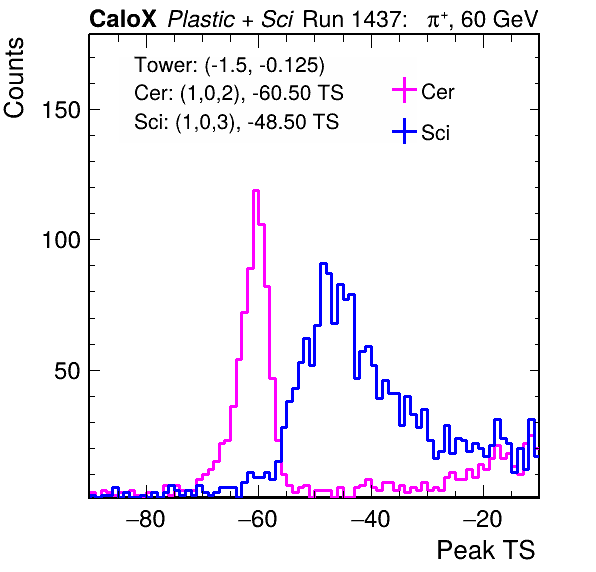 CaloX Plastic + Sci Run 1437: π⁺, 60 GeV
Counts
Tower: (-1.5, -0.125)
Cer: (1,0,2), -60.50 TS
Sci: (1,0,3), -48.50 TS
Cer
Sci
150
100
50
−80 −60 −40 −20
Peak TS